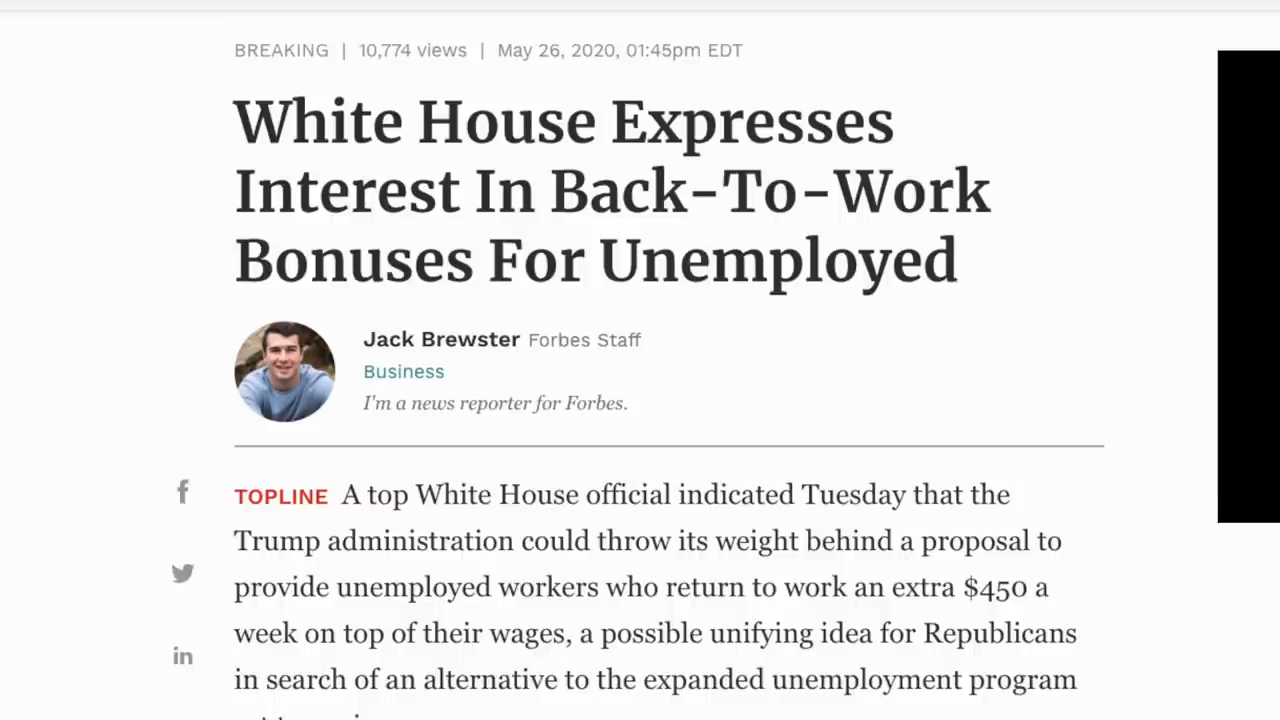 BREAKING | 10,774 views | May 26, 2020, 01:45pm EDT
White House Expresses
Interest In Back-To-Work
Bonuses For Unemployed
Jack Brewster Forbes Staff
Business
I'm a news reporter for Forbes.
TOPLINE A top White House official indicated Tuesday that the
Trump administration could throw its weight behind a proposal to
provide unemployed workers who return to work an extra $450 a
week on top of their wages, a possible unifying idea for Republicans
in search of an alternative to the expanded unemployment program